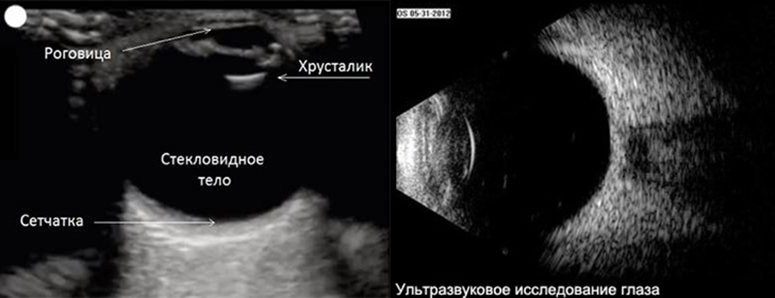 Роговица
Хрусталик
Стекловидное
тело
Сетчатка
OS 05-31-2012
Ультразвуковое исследование глаза